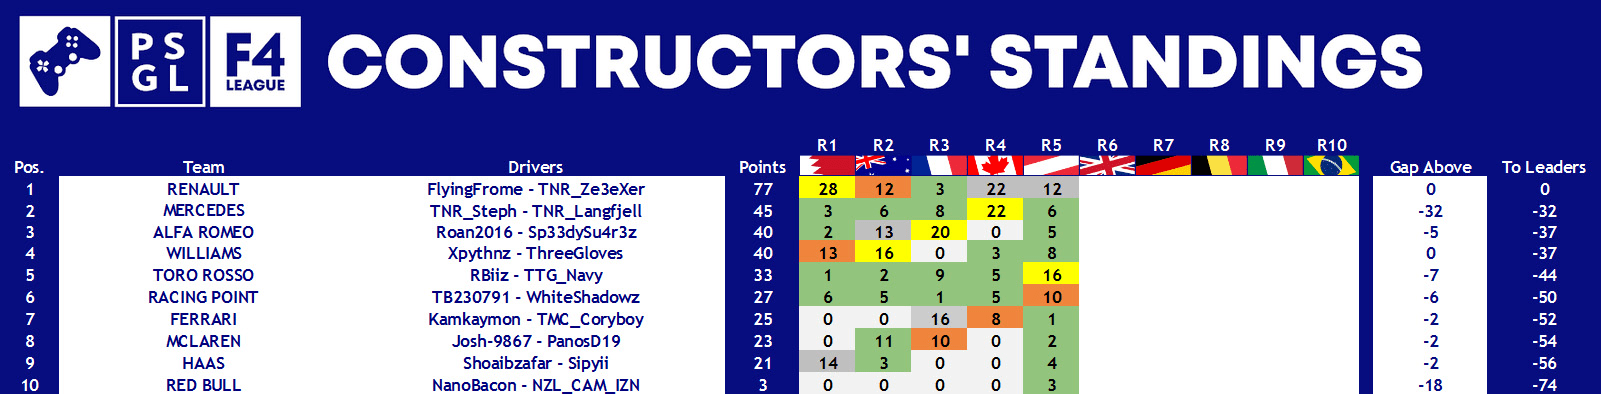 PS GL F4 LEAGUE CONSTRUCTORS' STANDINGS
R1 R2 R3 R4 R5 R6 R7 R8 R9 R10
Pos. Team Drivers Points Gap Above To Leaders
1 RENAULT FlyingFrome - TNR_Ze3eXer 77 28 12 3 22 12 0 0
2 MERCEDES TNR_Steph - TNR_Langfjell 45 3 6 8 22 6 -32 -32
3 ALFA ROMEO Roan2016 - Sp33dySu4r3z 40 2 13 20 0 5 -5 -37
4 WILLIAMS Xpythnz - ThreeGloves 40 13 16 0 3 8 0 -37
5 TORO ROSSO RBiiz - TTG_Navy 33 1 2 9 5 16 -7 -44
6 RACING POINT TB230791 - WhiteShadowz 27 6 5 1 5 10 -6 -50
7 FERRARI Kamkaymon - TMC_Coryboy 25 0 0 16 8 1 -2 -52
8 MCLAREN Josh-9867 - PanosD19 23 0 11 10 0 2 -2 -54
9 HAAS Shoaibzafar - Sipyii 21 14 3 0 0 4 -2 -56
10 RED BULL NanoBacon - NZL_CAM_IZN 3 0 0 0 0 3 -18 -74